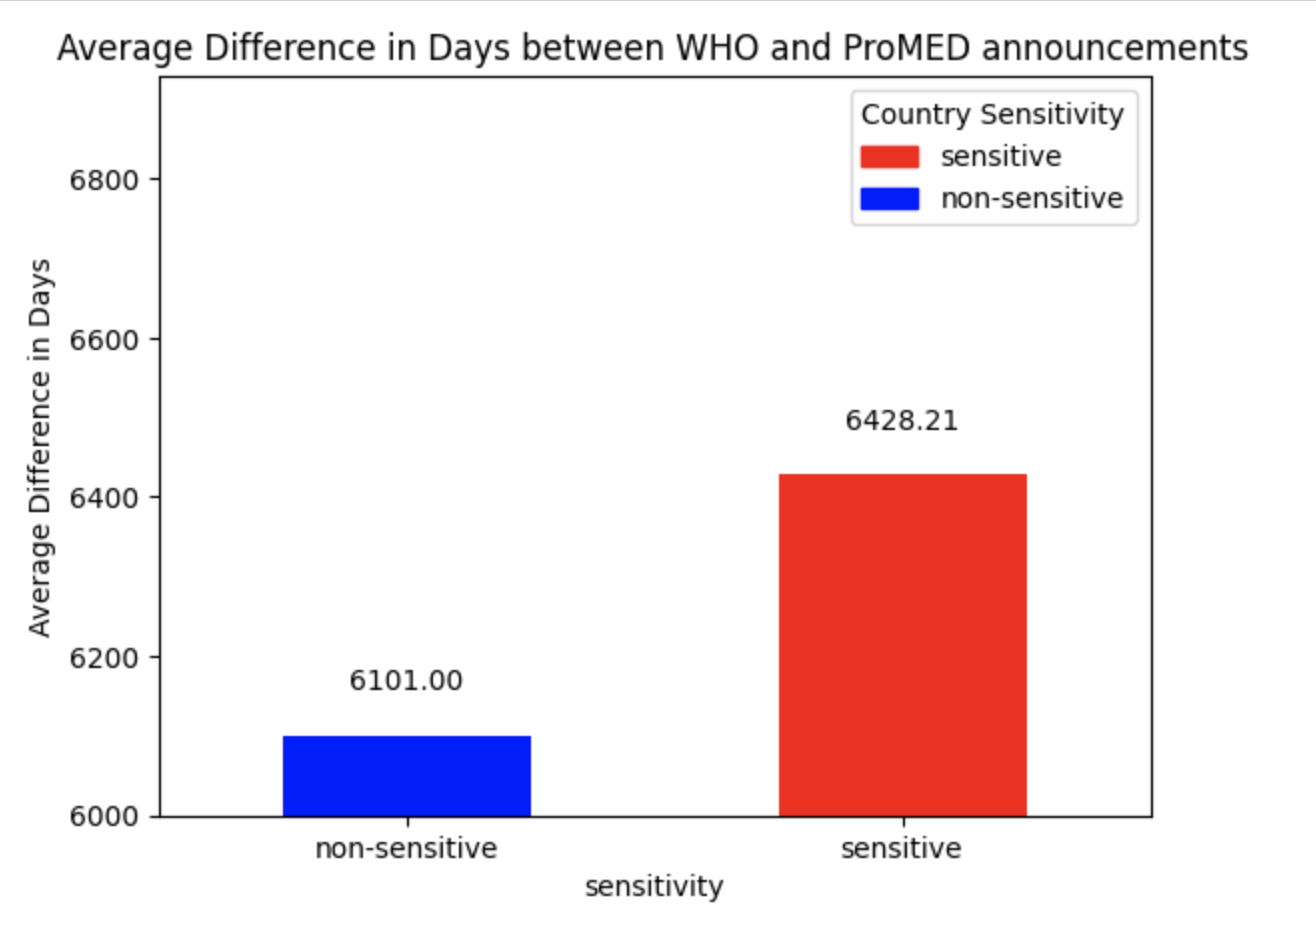 Average Difference in Days between WHO and ProMED announcements
Country Sensitivity
sensitive
non-sensitive
Average Difference in Days
6800
6600
6400
6200
6000
6428.21
6101.00
non-sensitive
sensitive
sensitivity